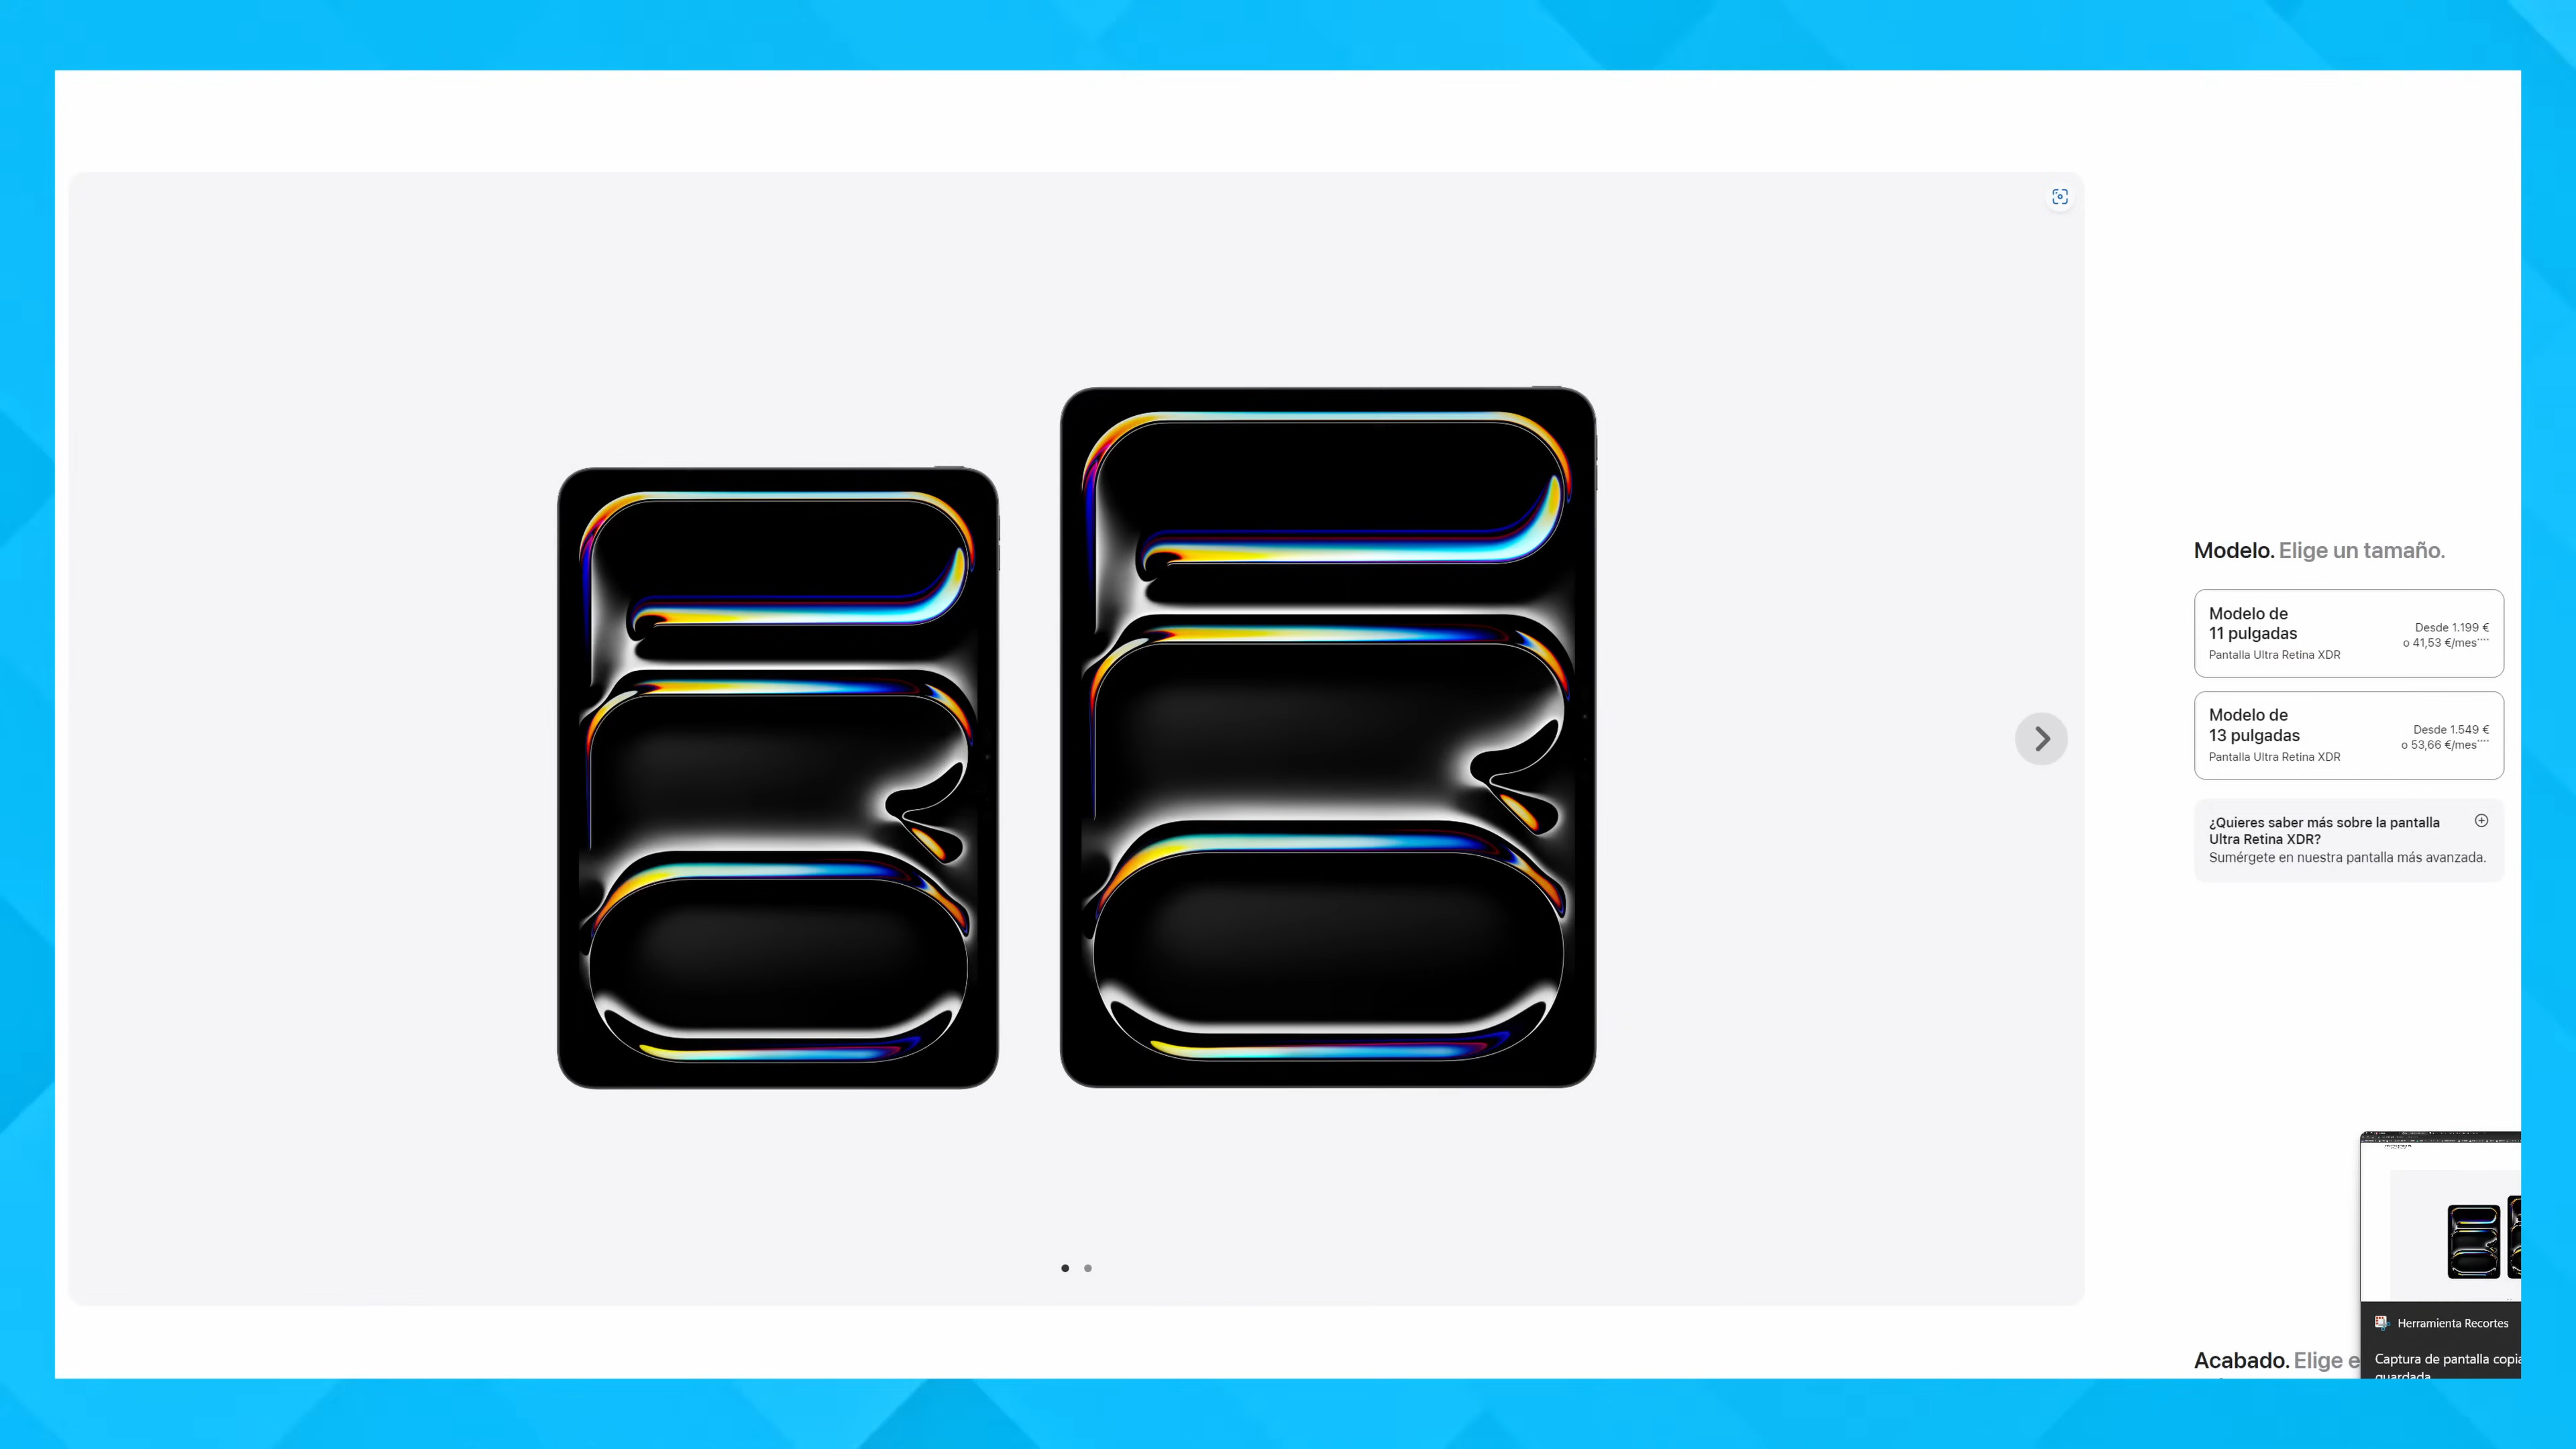 Modelo. Elige un tamaño.
Modelo de
11 pulgadas
Pantalla Ultra Retina XDR
Desde 1.199 €
o 41,53 €/mes
Modelo de
13 pulgadas
Pantalla Ultra Retina XDR
Desde 1.549 €
o 53,66 €/mes
¿Quieres saber más sobre la pantalla
Ultra Retina XDR?
Sumérgete en nuestra pantalla más avanzada.
Herramienta Recortes
Acabado. Elige e
Captura de pantalla copia
guardada